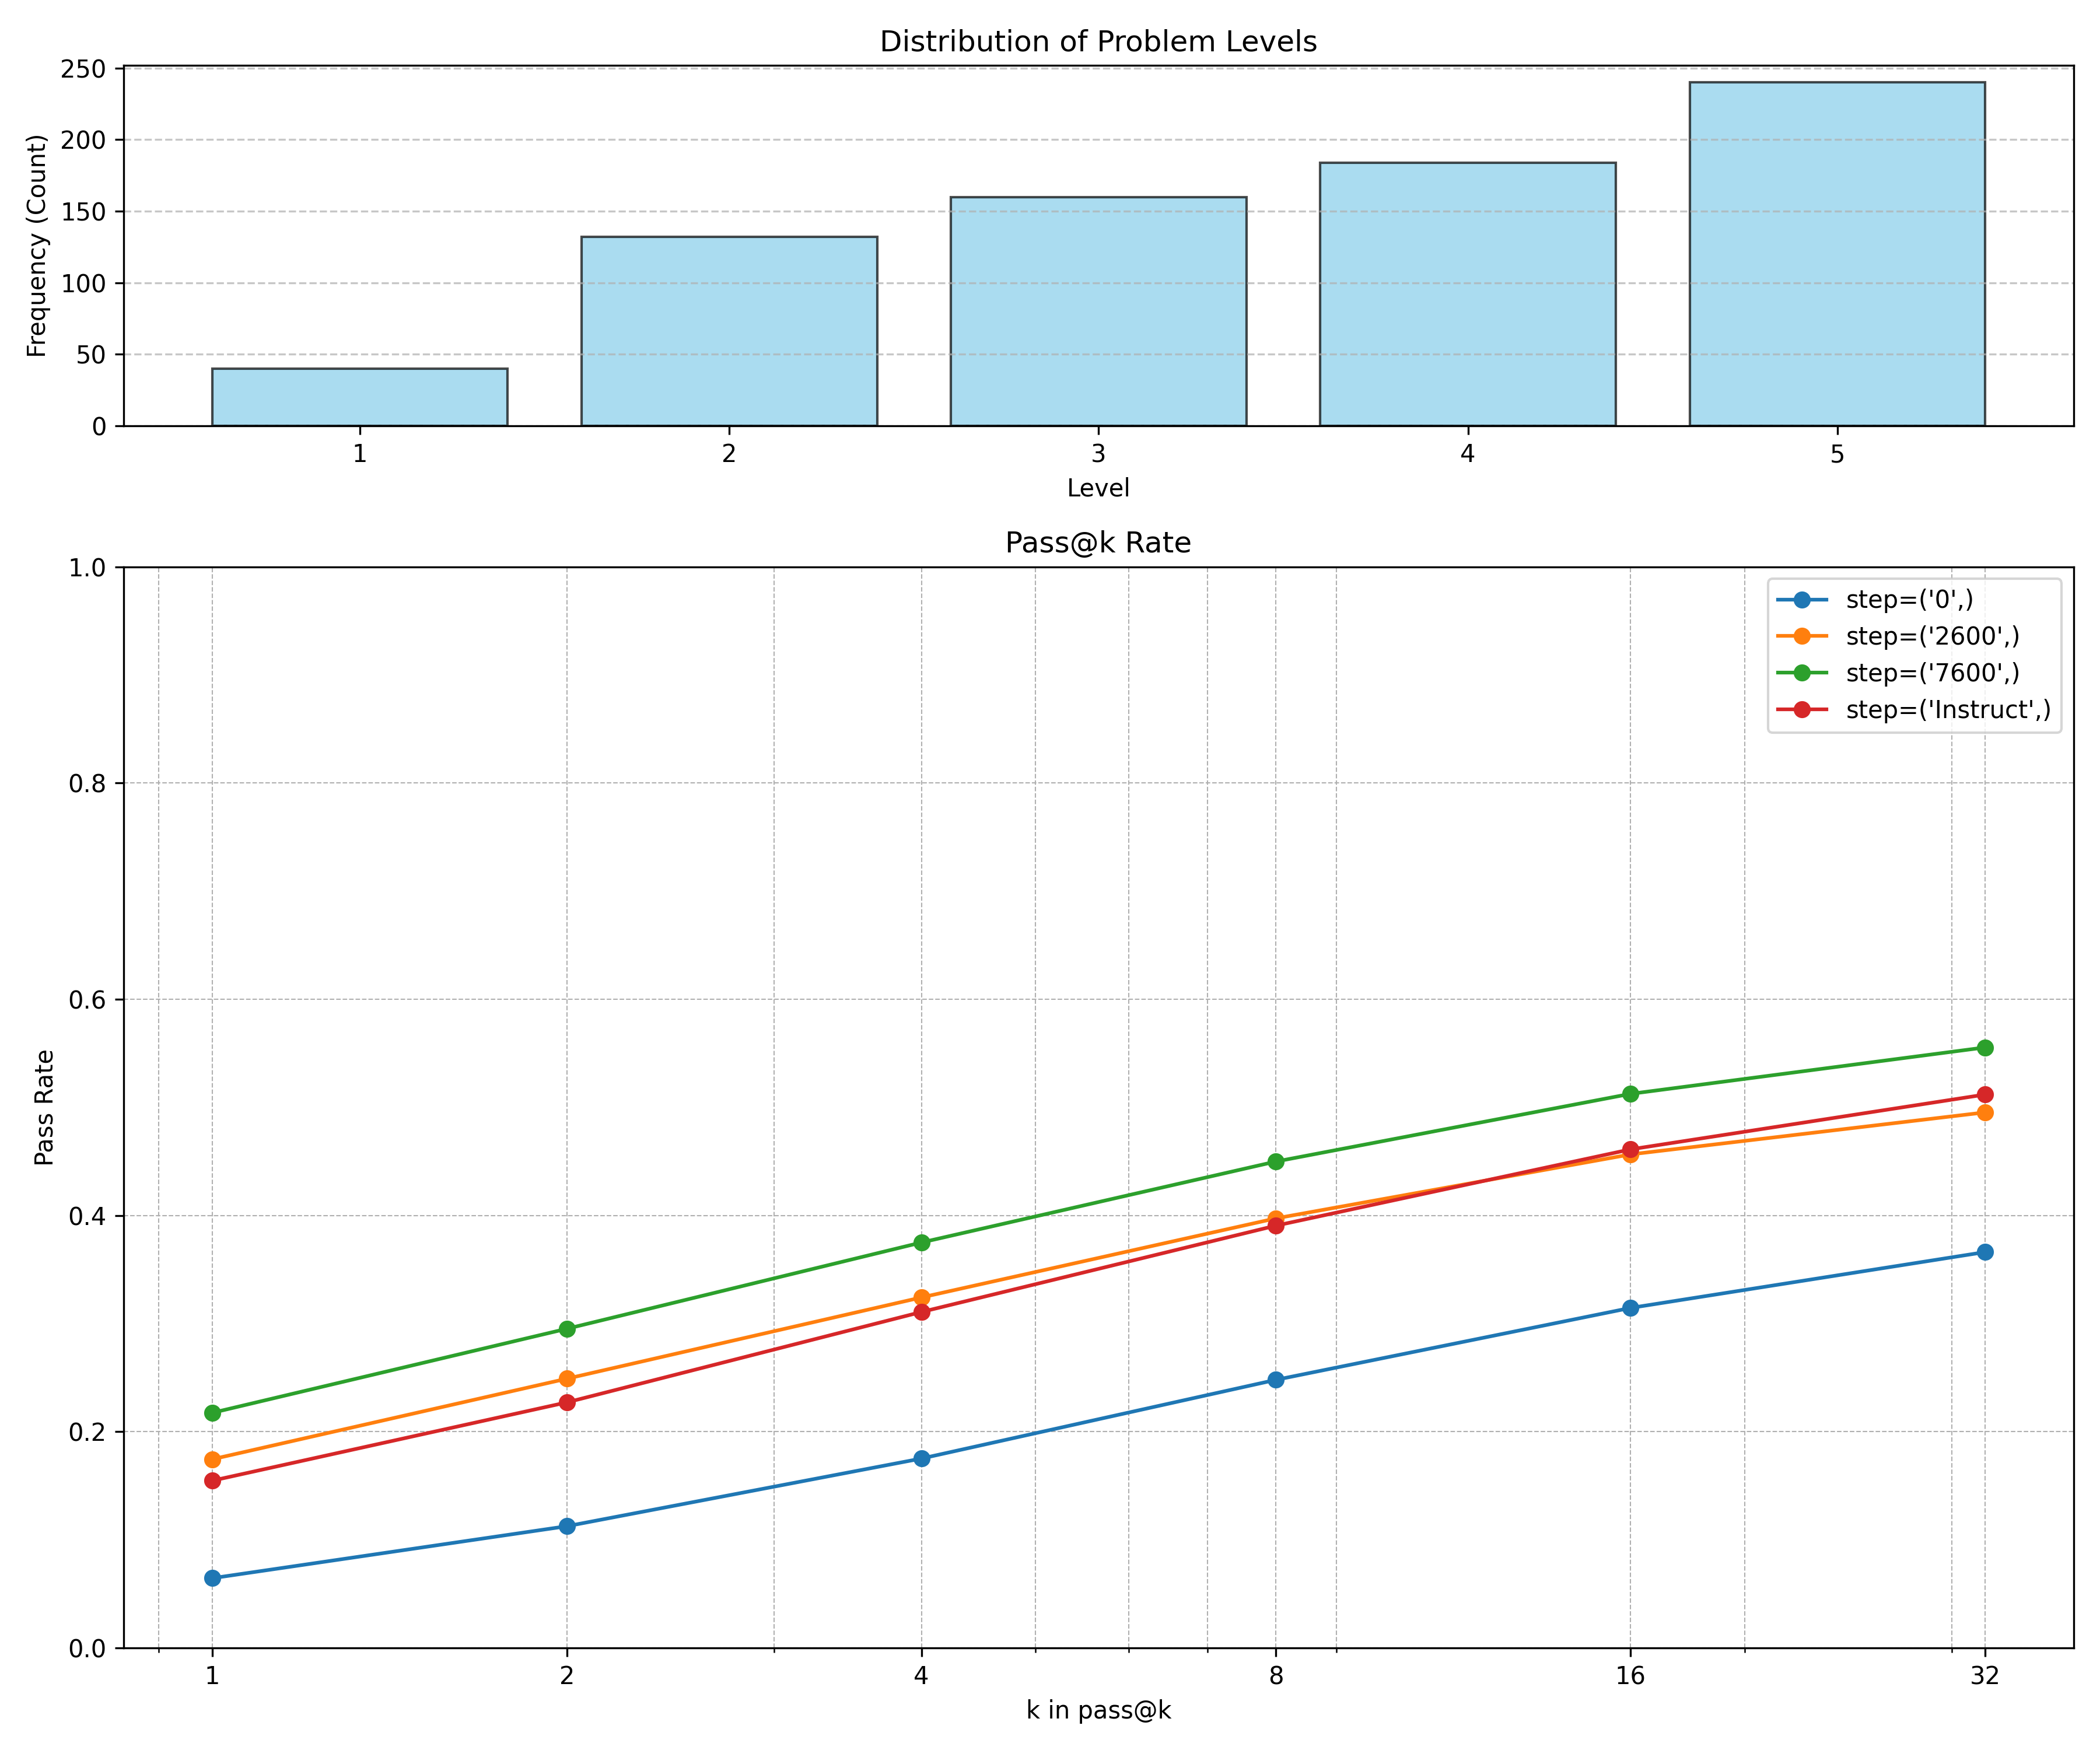 Distribution of Problem Levels
250
200
150
100
50
0
Frequency (Count)
1 2 3 4 5
Level
Pass@k Rate
1.0
0.8
0.6
0.4
0.2
0.0
Pass Rate
step=('0',)
step=('2600',)
step=('7600',)
step=('Instruct',)
1 2 4 8 16 32
k in pass@k